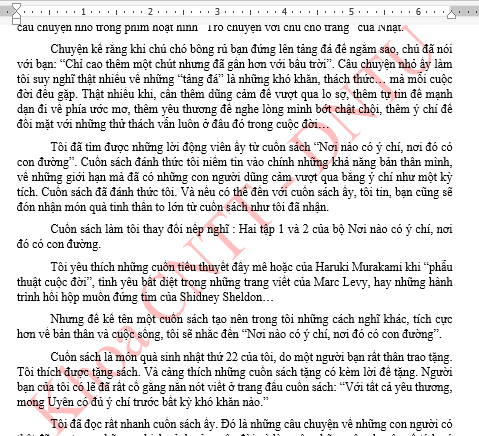 1 2 3 4 5 6
câu chuyện nhỏ trong phim hoạt hình “Trò chuyện với chú chó trắng” của Nhật.
Chuyện kể rằng khi chú chó bông rủ bạn đứng lên tảng đá để ngắm sao, chú đã nói
với bạn: “Chỉ cao thêm một chút nhưng đã gần hơn với bầu trời”. Câu chuyện nhỏ ấy làm
tôi suy nghĩ thật nhiều về những “tảng đá” là những khó khăn, thách thức… mà mỗi cuộc
đời đều gặp. Thật nhiều khi, cần thêm dũng cảm để vượt qua lo sợ, thêm tự tin để mạnh
dạn đi về phía ước mơ, thêm yêu thương để nghe lòng mình bớt chật chội, thêm ý chí để
đối mặt với những thử thách vẫn luôn ở đâu đó trong cuộc đời…
Tôi đã tìm được những lời động viên ấy từ cuốn sách “Nơi nào có ý chí, nơi đó có
con đường”. Cuốn sách đánh thức tôi niềm tin vào chính những khả năng bản thân mình,
về những giới hạn mà đã có những con người dũng cảm vượt qua bằng ý chí như một kỳ
tích. Cuốn sách đã đánh thức tôi. Và nếu có thể đến với cuốn sách ấy, tôi tin, bạn cũng sẽ
đón nhận món quà tinh thần to lớn từ cuốn sách như tôi đã nhận.
Cuốn sách làm tôi thay đổi nếp nghĩ : Hai tập 1 và 2 của bộ Nơi nào có ý chí, nơi
đó có con đường.
Tôi yêu thích những cuốn tiểu thuyết đầy mê hoặc của Haruki Murakami khi “phẫu
thuật cuộc đời”, tình yêu bất diệt trong những trang viết của Marc Levy, hay những hành
trình hồi hộp muốn đứng tim của Shidney Sheldon…
Nhưng để kể tên một cuốn sách tạo nên trong tôi những cách nghĩ khác, tích cực
hơn về bản thân và cuộc sống, tôi sẽ nhắc đến “Nơi nào có ý chí, nơi đó có con đường”.
Cuốn sách là món quà sinh nhật thứ 22 của tôi, do một người bạn rất thân trao tặng.
Tôi thích được tặng sách. Và càng thích những cuốn sách tặng có kèm lời đề tặng. Người
bạn của tôi có lẽ đã rất cố gắng nắn nót viết ở trang đầu cuốn sách: “Với tất cả yêu thương,
mong Uyên có đủ ý chí trước bất kỳ khó khăn nào.”
Tôi đã đọc rất nhanh cuốn sách ấy. Đó là những câu chuyện về những con người có
Khoa CNTT - ĐNTU